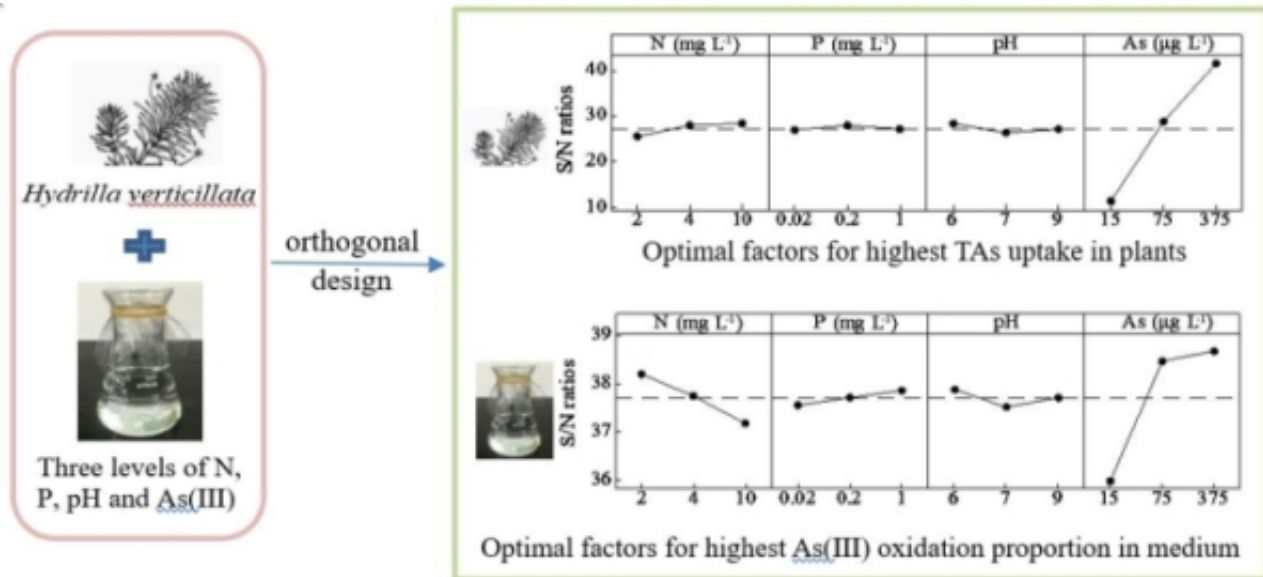 Hydrilla verticillata
Three levels of N,
P, pH and As(III)
orthogonal
design
N (mg L⁻¹) P (mg L⁻¹) pH As (µg L⁻¹)
S/N ratios
40
30
20
10
2 4 10 0.02 0.2 1 6 7 9 15 75 375
Optimal factors for highest TAs uptake in plants
N (mg L⁻¹) P (mg L⁻¹) pH As (µg L⁻¹)
S/N ratios
39
38
37
36
2 4 10 0.02 0.2 1 6 7 9 15 75 375
Optimal factors for highest As(III) oxidation proportion in medium